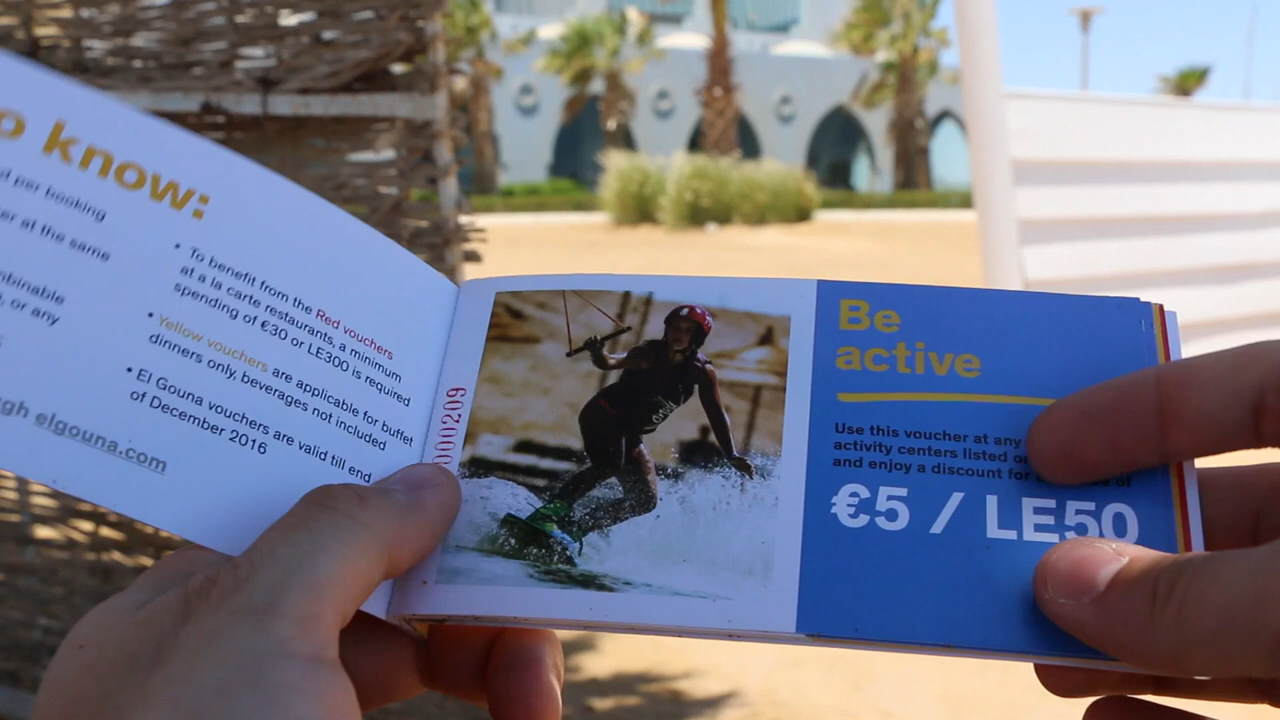 o know:
per booking
er at the same
mbinable
, or any
gh elgouna.com
• To benefit from the Red vouchers
at a la carte restaurants, a minimum
spending of €30 or LE300 is required
• Yellow vouchers are applicable for buffet
dinners only, beverages not included
• El Gouna vouchers are valid till end
of December 2016
000209
Be
active
Use this voucher at any
activity centers listed
and enjoy a discount for
€5 / LE50